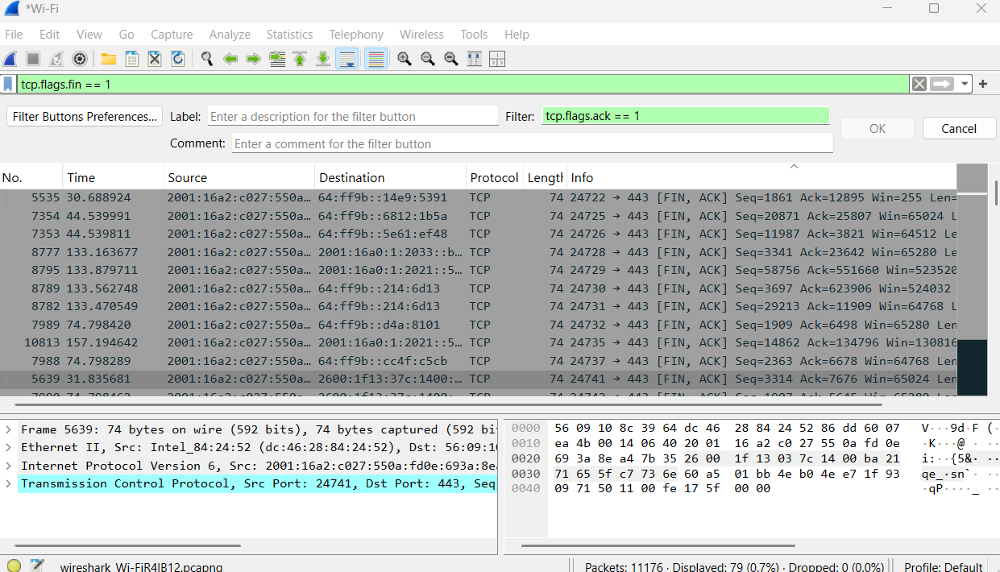 *Wi-Fi
File Edit View Go Capture Analyze Statistics Telephony Wireless Tools Help
tcp.flags.fin == 1
Filter Buttons Preferences... Label: Enter a description for the filter button Filter: tcp.flags.ack == 1 OK Cancel
Comment: Enter a comment for the filter button
No. Time Source Destination Protocol Length Info
5535 30.688924 2001:16a2:c027:550a… 64:ff9b::14e9:5391 TCP 74 24722 → 443 [FIN, ACK] Seq=1861 Ack=12895 Win=255 Len=
7354 44.539991 2001:16a2:c027:550a… 64:ff9b::6812:1b5a TCP 74 24725 → 443 [FIN, ACK] Seq=20871 Ack=25807 Win=65024 L
7353 44.539811 2001:16a2:c027:550a… 64:ff9b::5e61:ef48 TCP 74 24726 → 443 [FIN, ACK] Seq=11987 Ack=3821 Win=64512 Le
8777 133.163677 2001:16a2:c027:550a… 2001:16a0:1:2033::b… TCP 74 24728 → 443 [FIN, ACK] Seq=3341 Ack=23642 Win=65280 Len
8795 133.879711 2001:16a2:c027:550a… 2001:16a0:1:2021::5… TCP 74 24729 → 443 [FIN, ACK] Seq=58756 Ack=551660 Win=523520
8789 133.562748 2001:16a2:c027:550a… 64:ff9b::214:6d13 TCP 74 24730 → 443 [FIN, ACK] Seq=3697 Ack=623906 Win=524032
8782 133.470549 2001:16a2:c027:550a… 64:ff9b::214:6d13 TCP 74 24731 → 443 [FIN, ACK] Seq=29213 Ack=11909 Win=64768 L
7989 74.798420 2001:16a2:c027:550a… 64:ff9b::d4a:8101 TCP 74 24732 → 443 [FIN, ACK] Seq=1909 Ack=6498 Win=65280 Len
10813 157.194642 2001:16a2:c027:550a… 2001:16a0:1:2021::5… TCP 74 24735 → 443 [FIN, ACK] Seq=14862 Ack=134796 Win=130816
7988 74.798289 2001:16a2:c027:550a… 64:ff9b::cc4f:c5cb TCP 74 24737 → 443 [FIN, ACK] Seq=2363 Ack=6678 Win=64768 Len
5639 31.835681 2001:16a2:c027:550a… 2600:1f13:37c:1400:… TCP 74 24741 → 443 [FIN, ACK] Seq=3314 Ack=7676 Win=65024 Len
Frame 5639: 74 bytes on wire (592 bits), 74 bytes captured (592 bi
Ethernet II, Src: Intel_84:24:52 (dc:46:28:84:24:52), Dst: 56:09:10
Internet Protocol Version 6, Src: 2001:16a2:c027:550a:fd0e:693a:8ea
Transmission Control Protocol, Src Port: 24741, Dst Port: 443, Seq
0000 56 09 10 8c 39 64 dc 46 28 84 24 52 86 dd 60 07 V···9d·F (·
0010 ea 4b 00 14 06 40 20 01 16 a2 c0 27 55 0a fd 0e ·K···@ · ···
0020 69 3a 8e a4 7b 35 26 00 1f 13 03 7c 14 00 ba 21 i:··{5&· ···
0030 71 65 5f c7 73 6e 60 a5 01 bb 4e b0 4e e7 1f 93 qe_·sn`· ···
0040 09 71 50 11 00 fe 17 5f 00 00 ·qP····_ ··
wireshark_Wi-FiR4IB12.pcapng Packets: 11176 · Displayed: 79 (0.7%) · Dropped: 0 (0.0%) Profile: Default